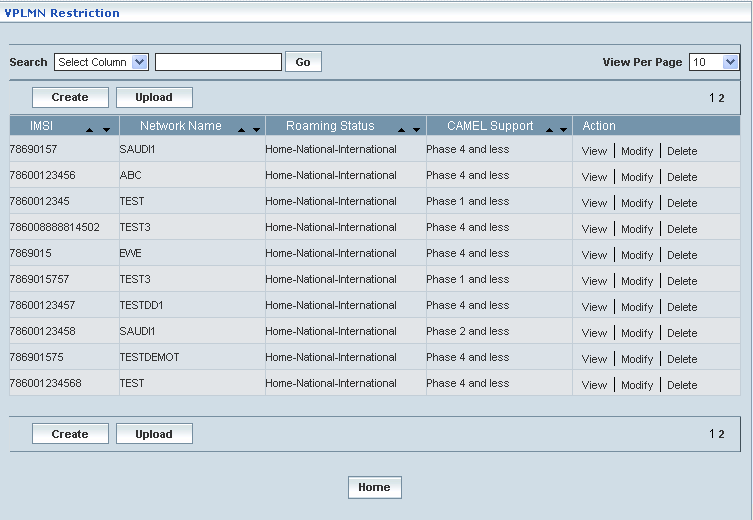 VPLMN Restriction
Search Select Column Go View Per Page 10
Create Upload 1 2
IMSI Network Name Roaming Status CAMEL Support Action
78690157 SAUDI1 Home-National-International Phase 4 and less View Modify Delete
78600123456 ABC Home-National-International Phase 4 and less View Modify Delete
7860012345 TEST Home-National-International Phase 1 and less View Modify Delete
786008888814502 TEST3 Home-National-International Phase 4 and less View Modify Delete
7869015 EWE Home-National-International Phase 4 and less View Modify Delete
7869015757 TEST3 Home-National-International Phase 1 and less View Modify Delete
78600123457 TESTDD1 Home-National-International Phase 4 and less View Modify Delete
78600123458 SAUDI1 Home-National-International Phase 2 and less View Modify Delete
786901575 TESTDEMOT Home-National-International Phase 4 and less View Modify Delete
786001234568 TEST Home-National-International Phase 4 and less View Modify Delete
Create Upload 1 2
Home